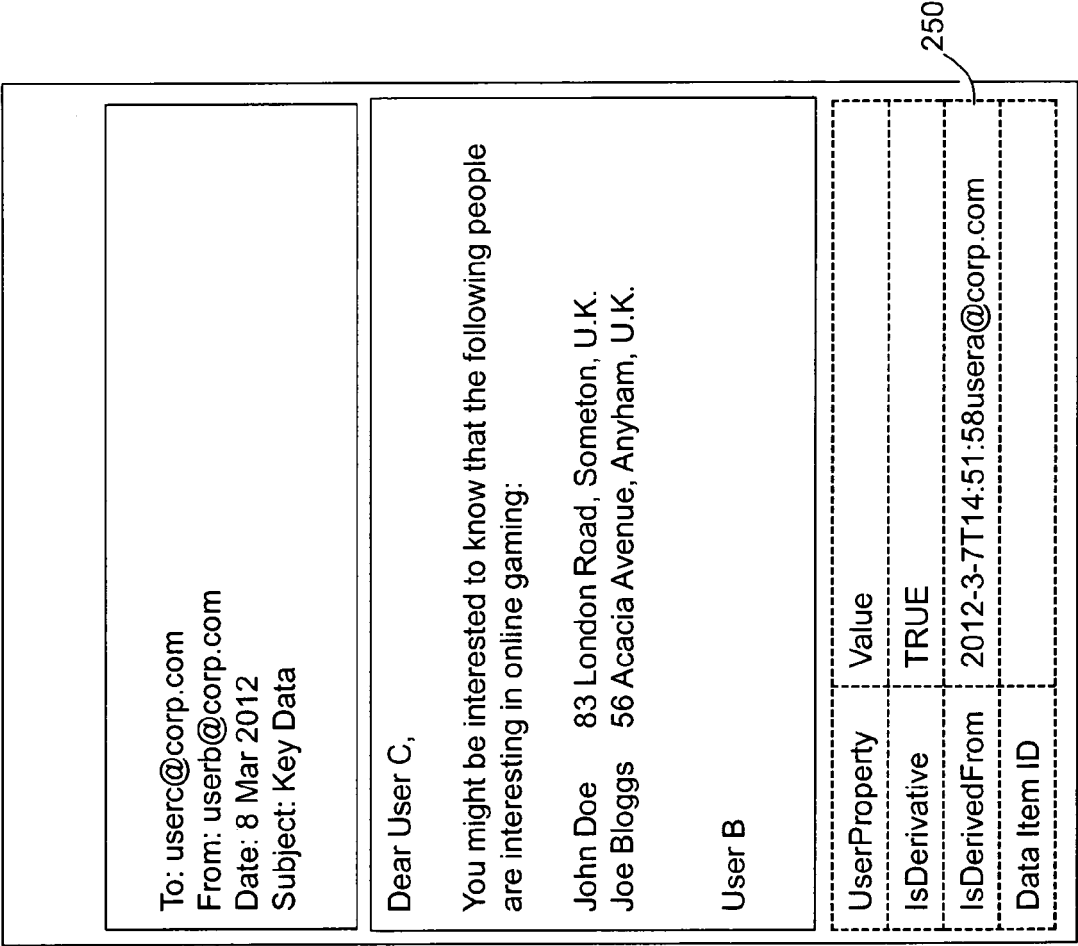 To: userc@corp.com
From: userb@corp.com
Date: 8 Mar 2012
Subject: Key Data
Dear User C,
You might be interested to know that the following people
are interesting in online gaming:
John Doe 83 London Road, Someton, U.K.
Joe Bloggs 56 Acacia Avenue, Anyham, U.K.
User B
UserProperty Value
IsDerivative TRUE
IsDerivedFrom 2012-3-7T14:51:58usera@corp.com
Data Item ID
250